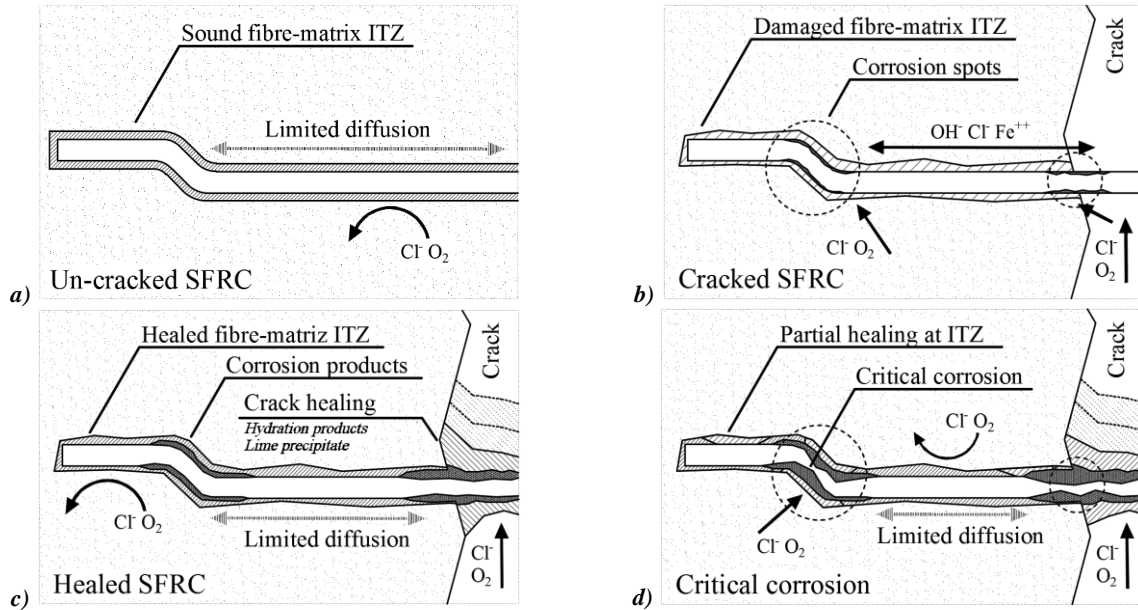 Sound fibre-matrix ITZ
Limited diffusion
Cl⁻ O₂
Un-cracked SFRC
a)
Damaged fibre-matrix ITZ
Crack
Corrosion spots
OH⁻ Cl⁻ Fe⁺⁺
Cl⁻ O₂
Cl⁻
O₂
Cracked SFRC
b)
Healed fibre-matriz ITZ
Crack
Corrosion products
Crack healing
Hydration products
Lime precipitate
Cl⁻ O₂
Limited diffusion
Cl⁻
O₂
Healed SFRC
c)
Partial healing at ITZ
Crack
Critical corrosion
Cl⁻ O₂
Cl⁻ O₂
Limited diffusion
Cl⁻
O₂
Critical corrosion
d)